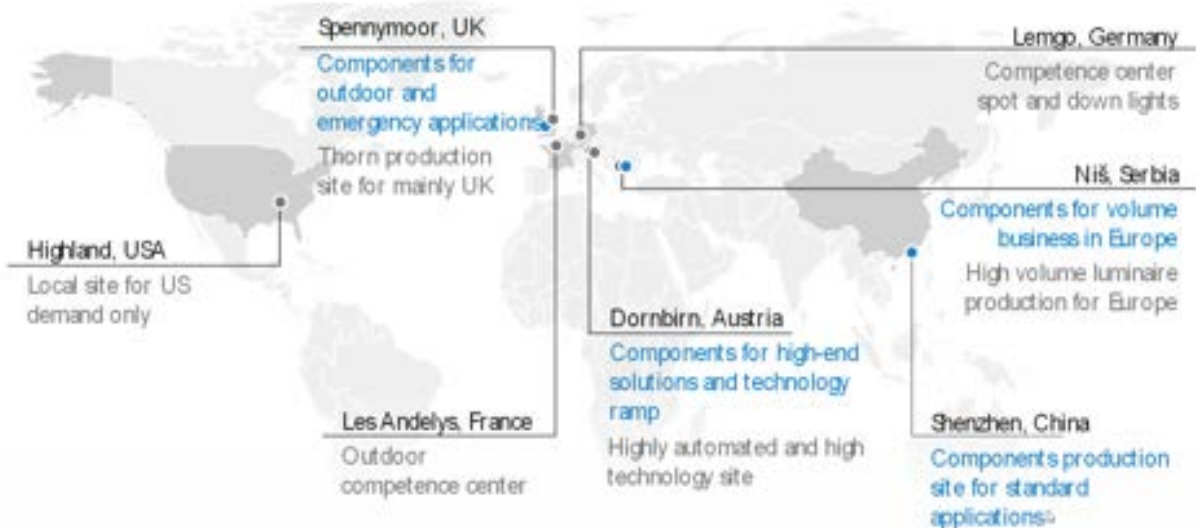 Spennymoor, UK
Components for
outdoor and
emergency applications
Thorn production
site for mainly UK
Lemgo, Germany
Competence center
spot and down lights
Niš, Serbia
Components for volume
business in Europe
High volume luminaire
production for Europe
Highland, USA
Local site for US
demand only
Dornbirn, Austria
Components for high-end
solutions and technology
ramp
Highly automated and high
technology site
Les Andelys, France
Outdoor
competence center
Shenzhen, China
Components production
site for standard
applications